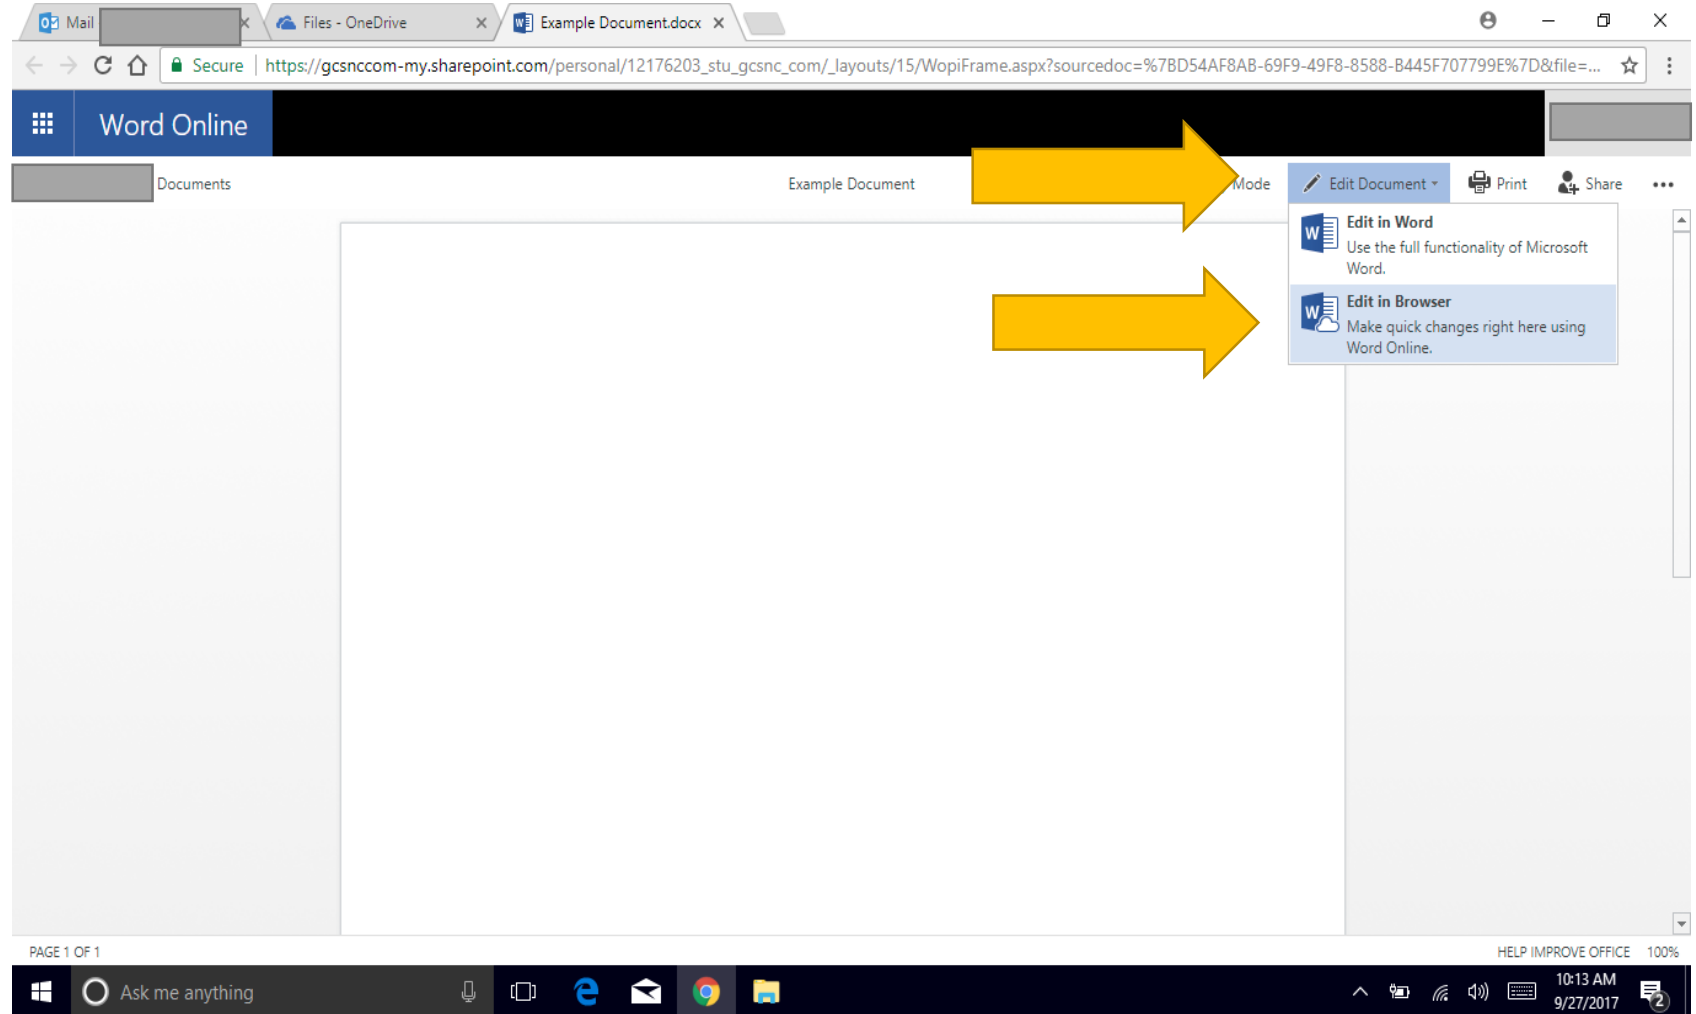 Mail
Files - OneDrive
Example Document.docx
Secure
https://gcsnccom-my.sharepoint.com/personal/12176203_stu_gcsnc_com/_layouts/15/WopiFrame.aspx?sourcedoc=%7BD54AF8AB-69F9-49F8-8588-B445F707799E%7D&file=...
Word Online
Documents
Example Document
Mode
Edit Document
Print
Share
Edit in Word
Use the full functionality of Microsoft
Word.
Edit in Browser
Make quick changes right here using
Word Online.
PAGE 1 OF 1
HELP IMPROVE OFFICE
100%
Ask me anything
10:13 AM
9/27/2017
2